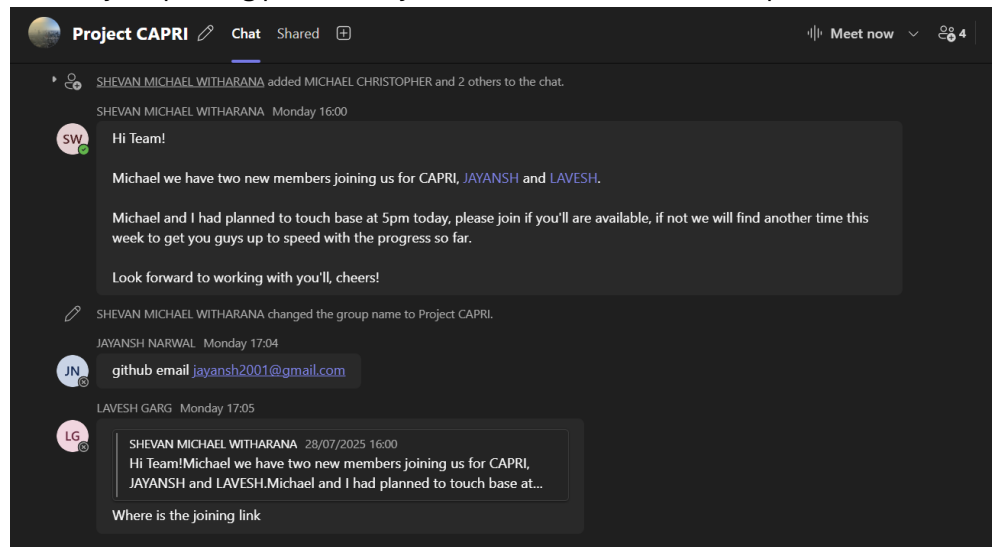 Project CAPRI Chat Shared Meet now 4
SHEVAN MICHAEL WITHARANA added MICHAEL CHRISTOPHER and 2 others to the chat.
SHEVAN MICHAEL WITHARANA Monday 16:00
SW
Hi Team!
Michael we have two new members joining us for CAPRI, JAYANSH and LAVESH.
Michael and I had planned to touch base at 5pm today, please join if you'll are available, if not we will find another time this
week to get you guys up to speed with the progress so far.
Look forward to working with you'll, cheers!
SHEVAN MICHAEL WITHARANA changed the group name to Project CAPRI.
JAYANSH NARWAL Monday 17:04
JN
github email jayansh2001@gmail.com
LAVESH GARG Monday 17:05
LG
SHEVAN MICHAEL WITHARANA 28/07/2025 16:00
Hi Team!Michael we have two new members joining us for CAPRI,
JAYANSH and LAVESH.Michael and I had planned to touch base at...
Where is the joining link